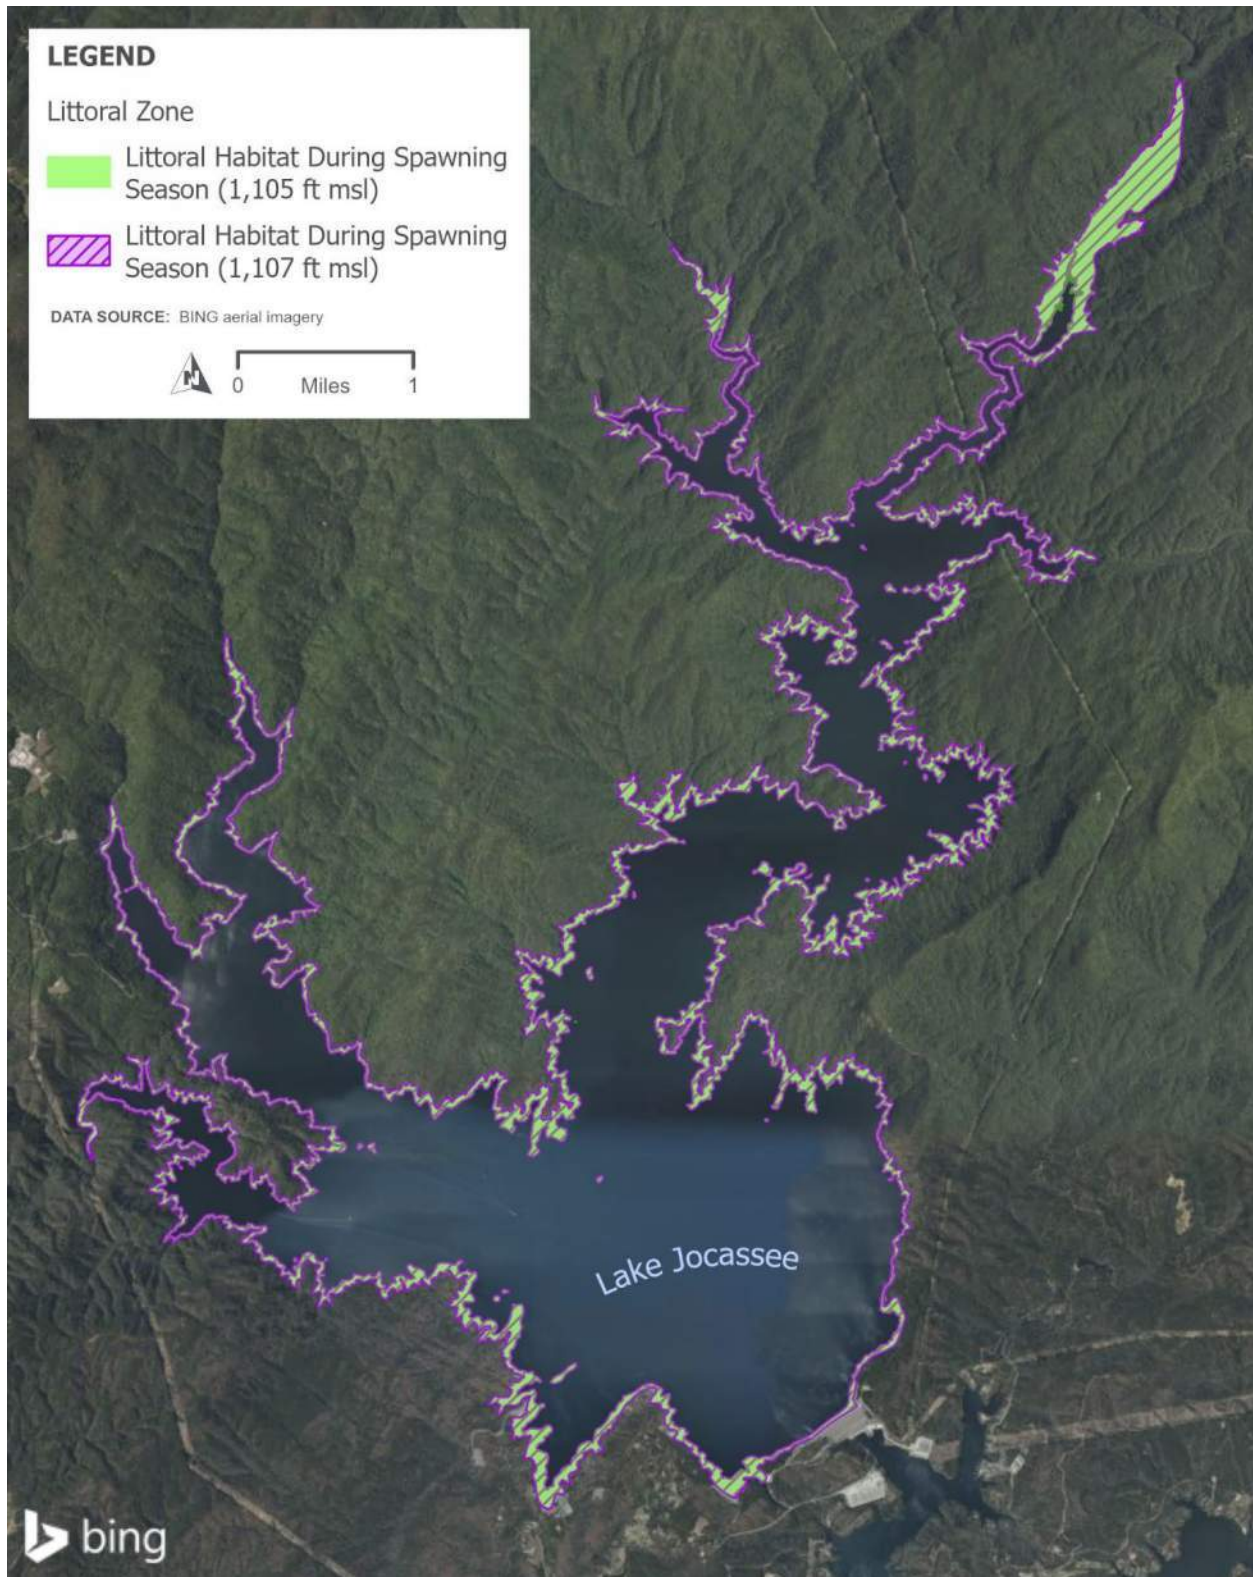 LEGEND
Littoral Zone
Littoral Habitat During Spawning
Season (1,105 ft msl)
Littoral Habitat During Spawning
Season (1,107 ft msl)
DATA SOURCE: BING aerial imagery
N
0 Miles 1
Lake Jocassee
bing